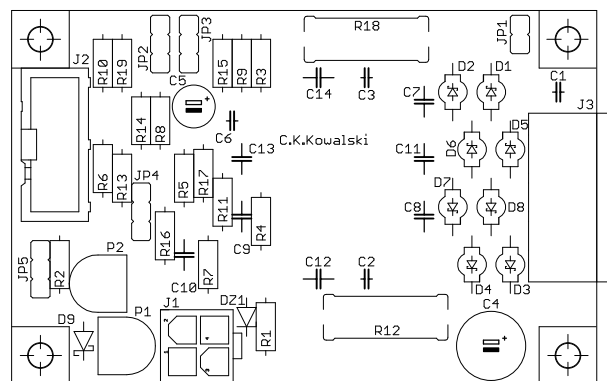 JP2
JP3
R18
JP1
J2
R10
R19
C5
R15
R9
R3
C14
C3
D2
D1
C1
C7
J3
R14
R8
C6
C.K.Kowalski
D5
D6
C13
C11
R6
R13
JP4
R5
R17
R11
D7
D8
C8
R16
C9
R4
P2
JP5
R2
C10
R7
C12
C2
D4
D3
D9
P1
J1
DZ1
R1
R12
C4
+
+